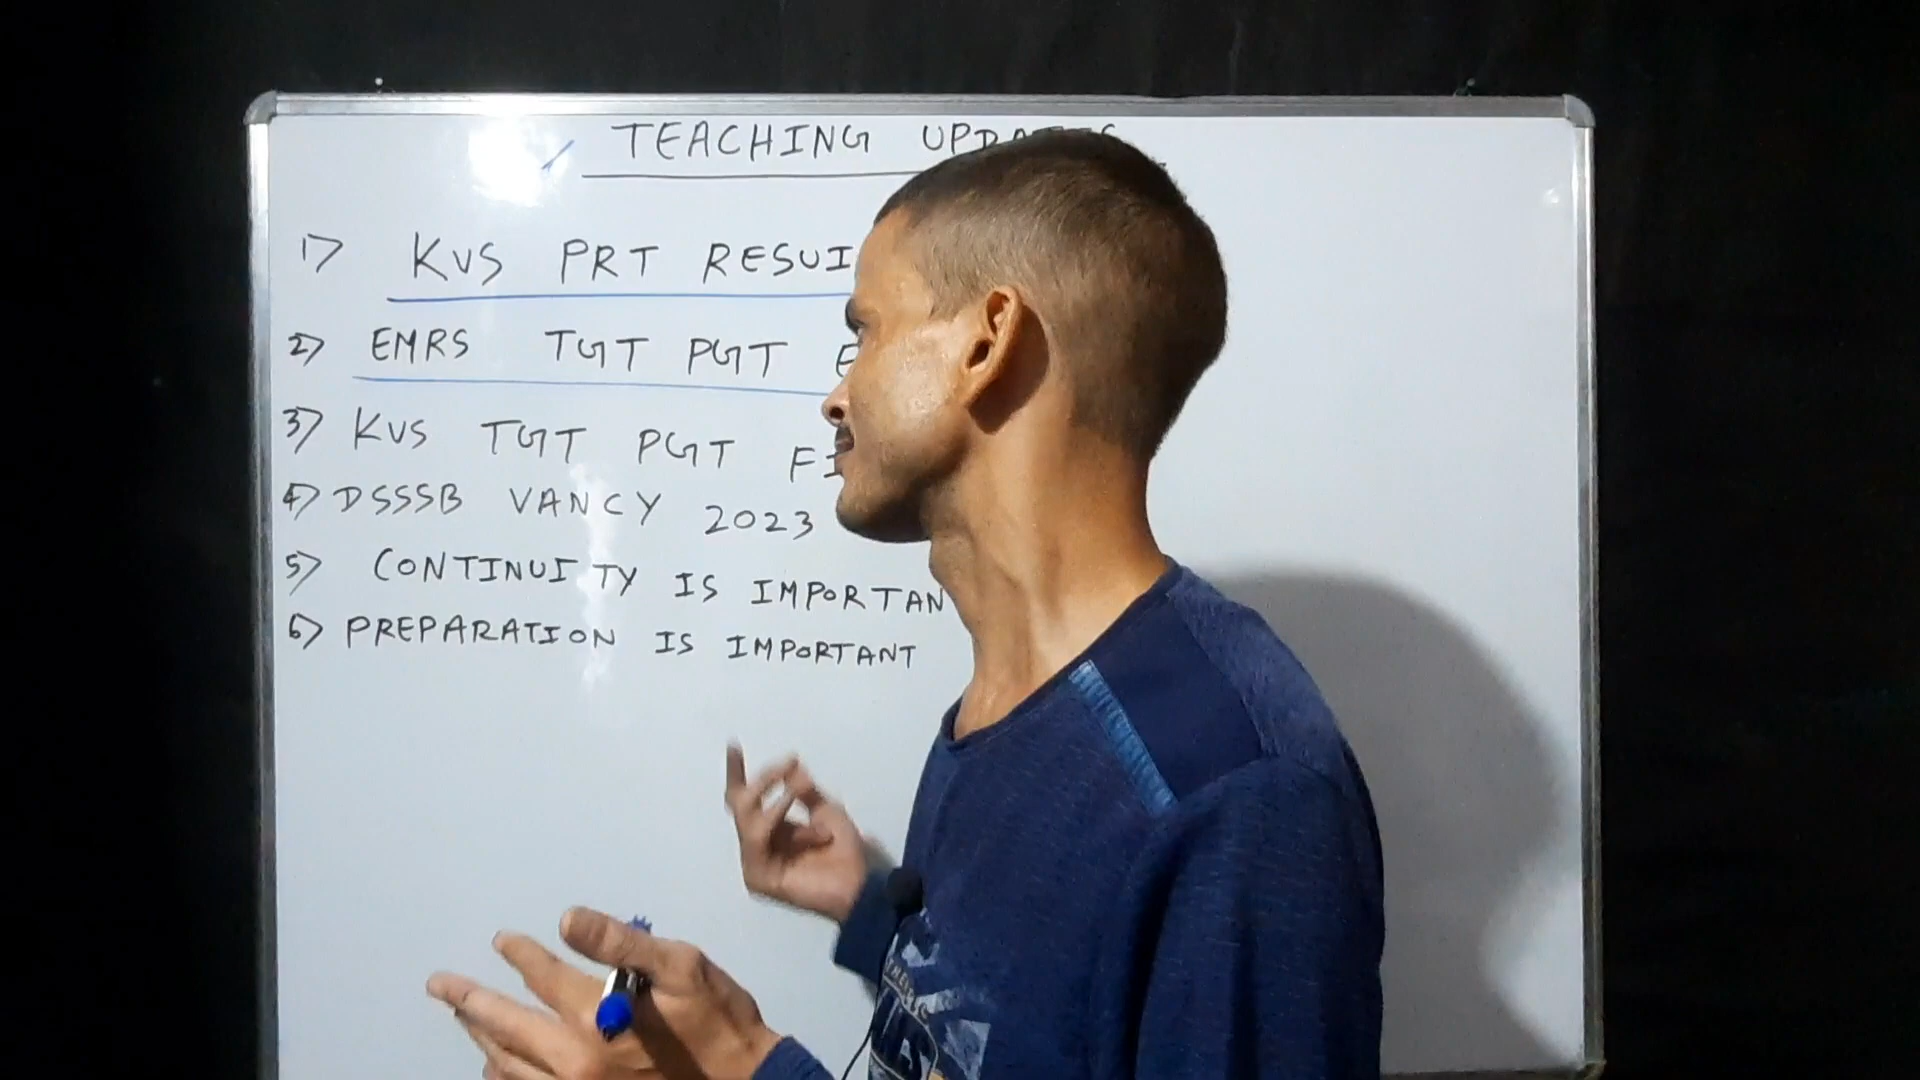 TEACHING
1> KVS PRT
2> EMRS TGT PGT
3> KVS TGT PGT
4> DSSSB VANCY 2023
5> CONTINUITY IS
6> PREPARATION IS IMPORTANT